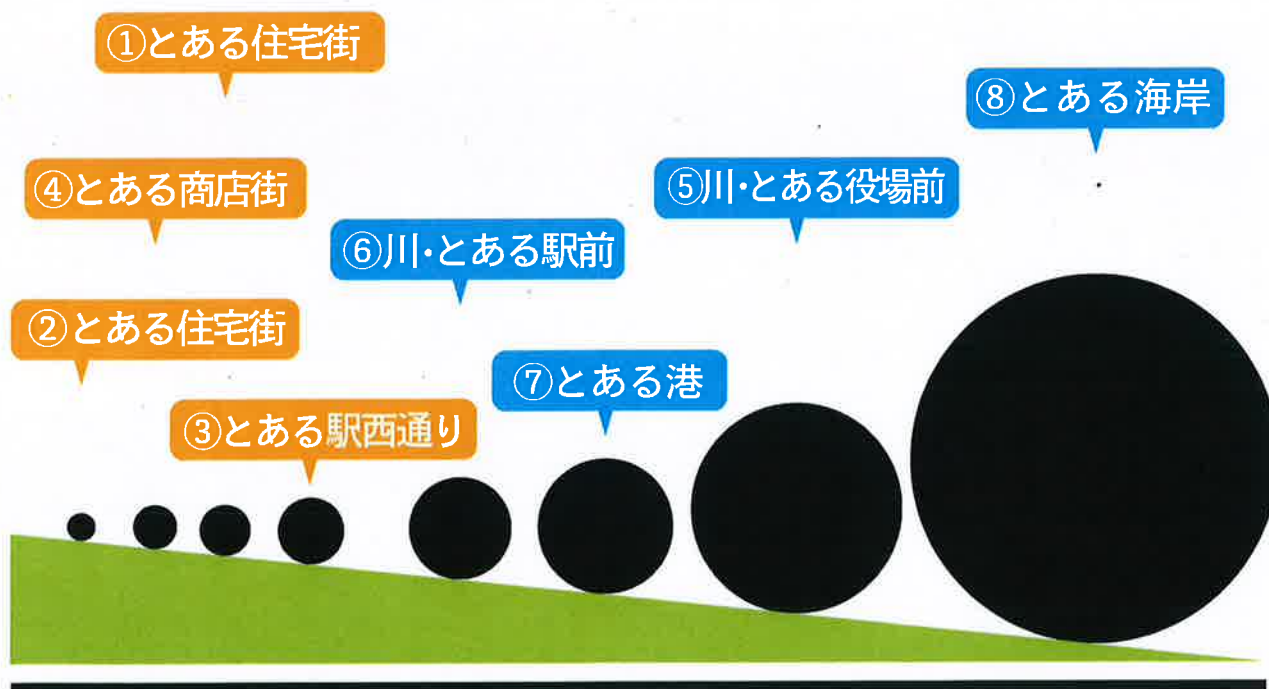 ①とある住宅街
⑧とある海岸
④とある商店街
⑤川・とある役場前
⑥川・とある駅前
②とある住宅街
⑦とある港
③とある駅西通り